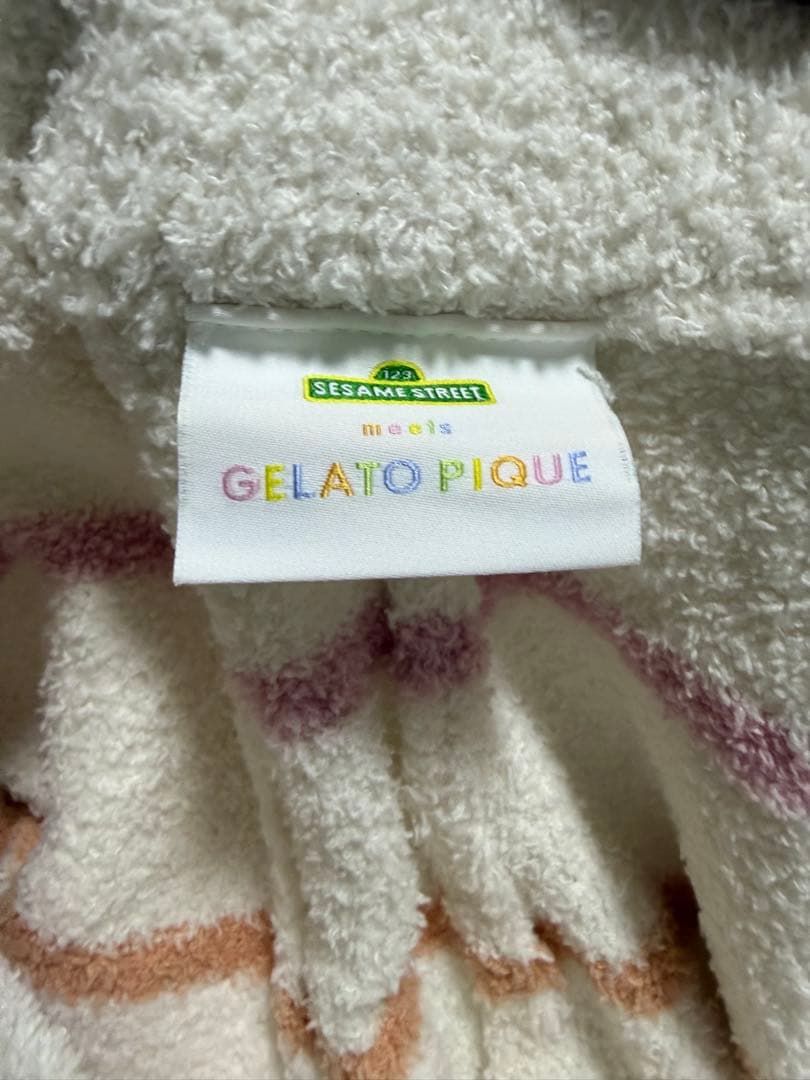 123
SESAME STREET
meets
GELATO PIQUE